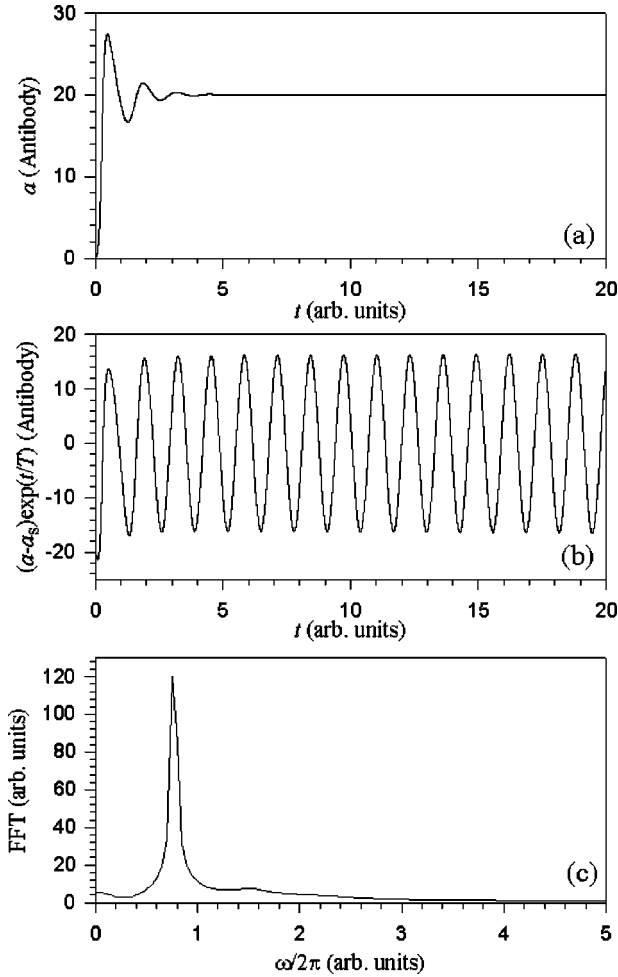 30
20
10
0
α (Antibody)
(a)
0 5 10 15 20
t (arb. units)
20
10
0
-10
-20
(α-αs)exp(t/T) (Antibody)
(b)
0 5 10 15 20
t (arb. units)
120
100
80
60
40
20
0
FFT (arb. units)
(c)
0 1 2 3 4 5
ω/2π (arb. units)